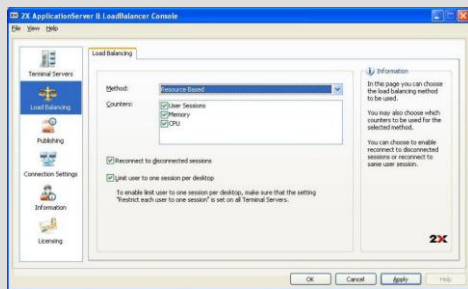 2X ApplicationServer & LoadBalancer Console
File View Help
Terminal Servers
Load Balancing
Publishing
Connection Settings
Information
Licensing
Load Balancing
Method:
Resource Based
Counters:
User Sessions
Memory
CPU
Reconnect to disconnected sessions
Limit user to one session per desktop
To enable limit user to one session per desktop, make sure that the setting
"Restrict each user to one session" is set on all Terminal Servers.
Information
In this page you can choose
the load balancing method
to be used.
You may also choose which
counters to be used for the
selected method.
You can choose to enable
reconnect to disconnected
sessions or reconnect to
same user session.
2X
OK Cancel Apply Help